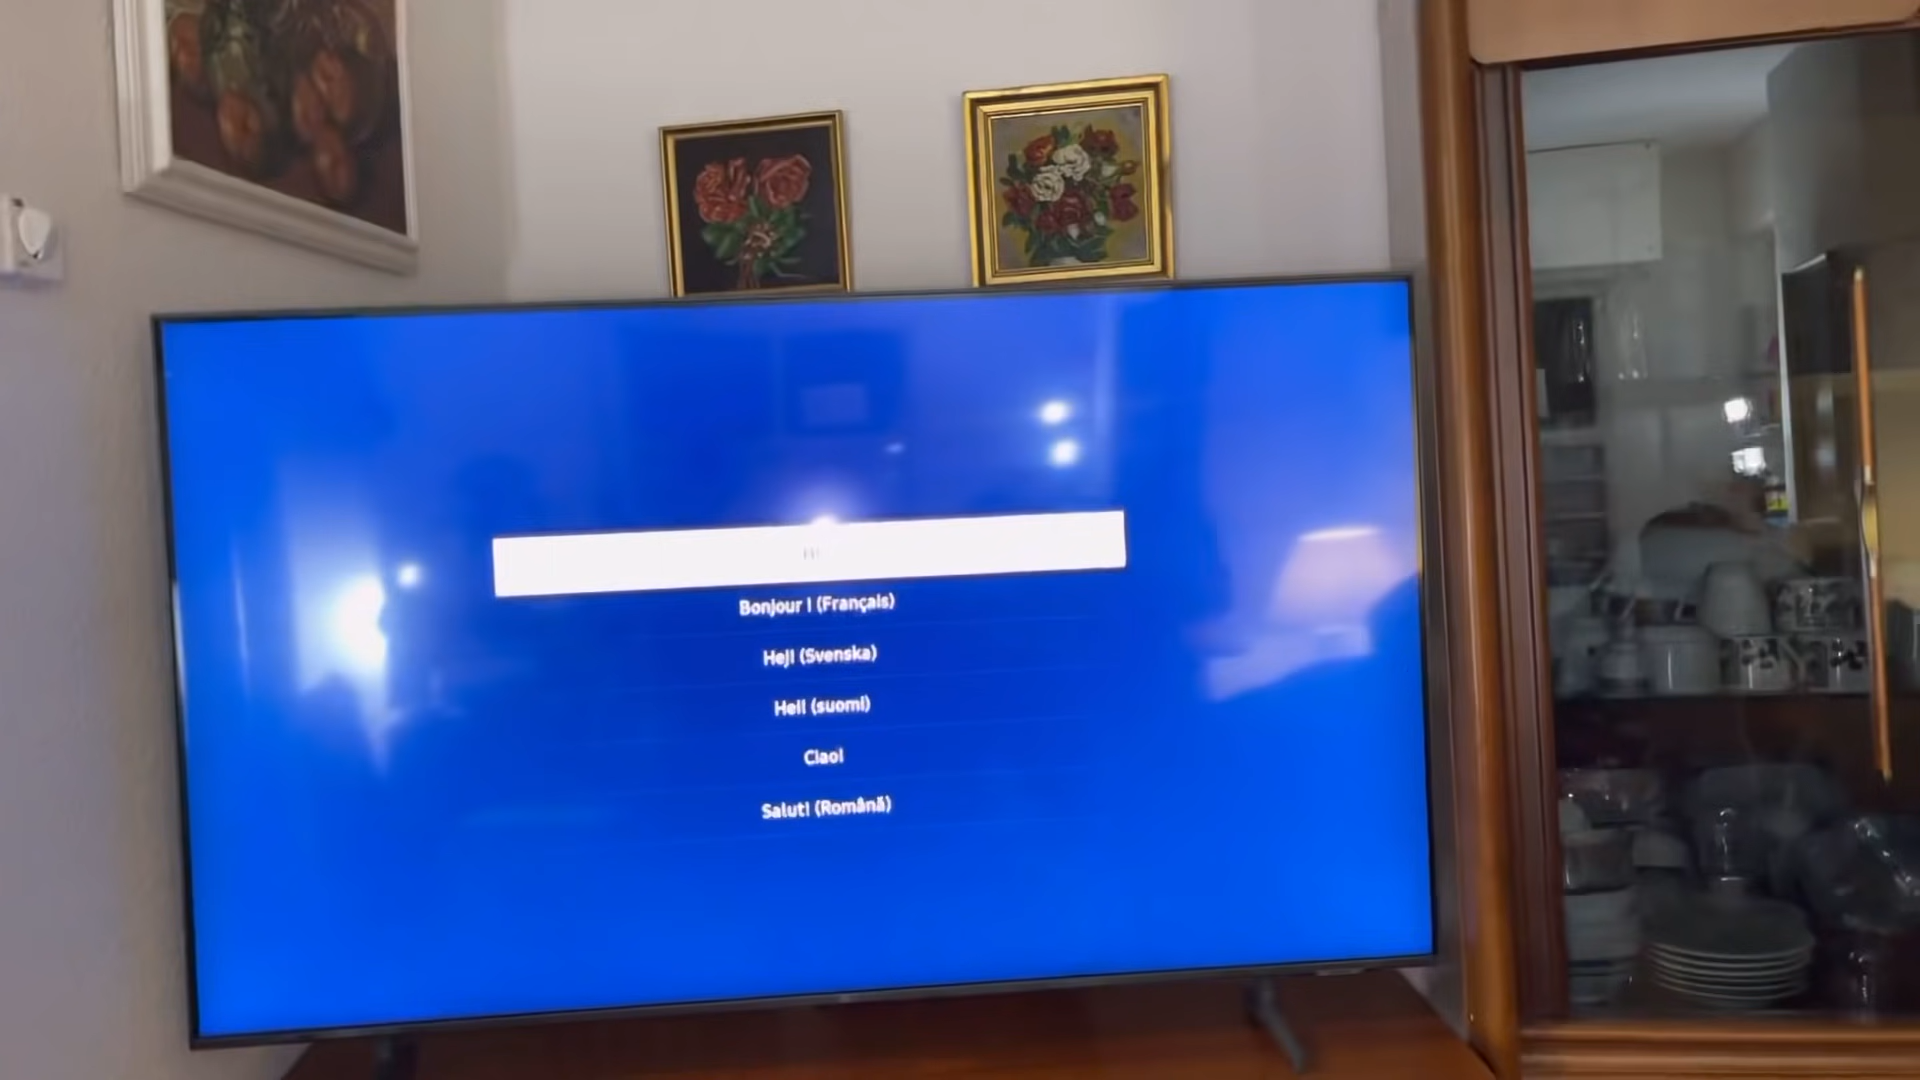 Bonjour ! (Français)
Hej! (Svenska)
Hei! (suomi)
Ciao!
Salut! (Română)